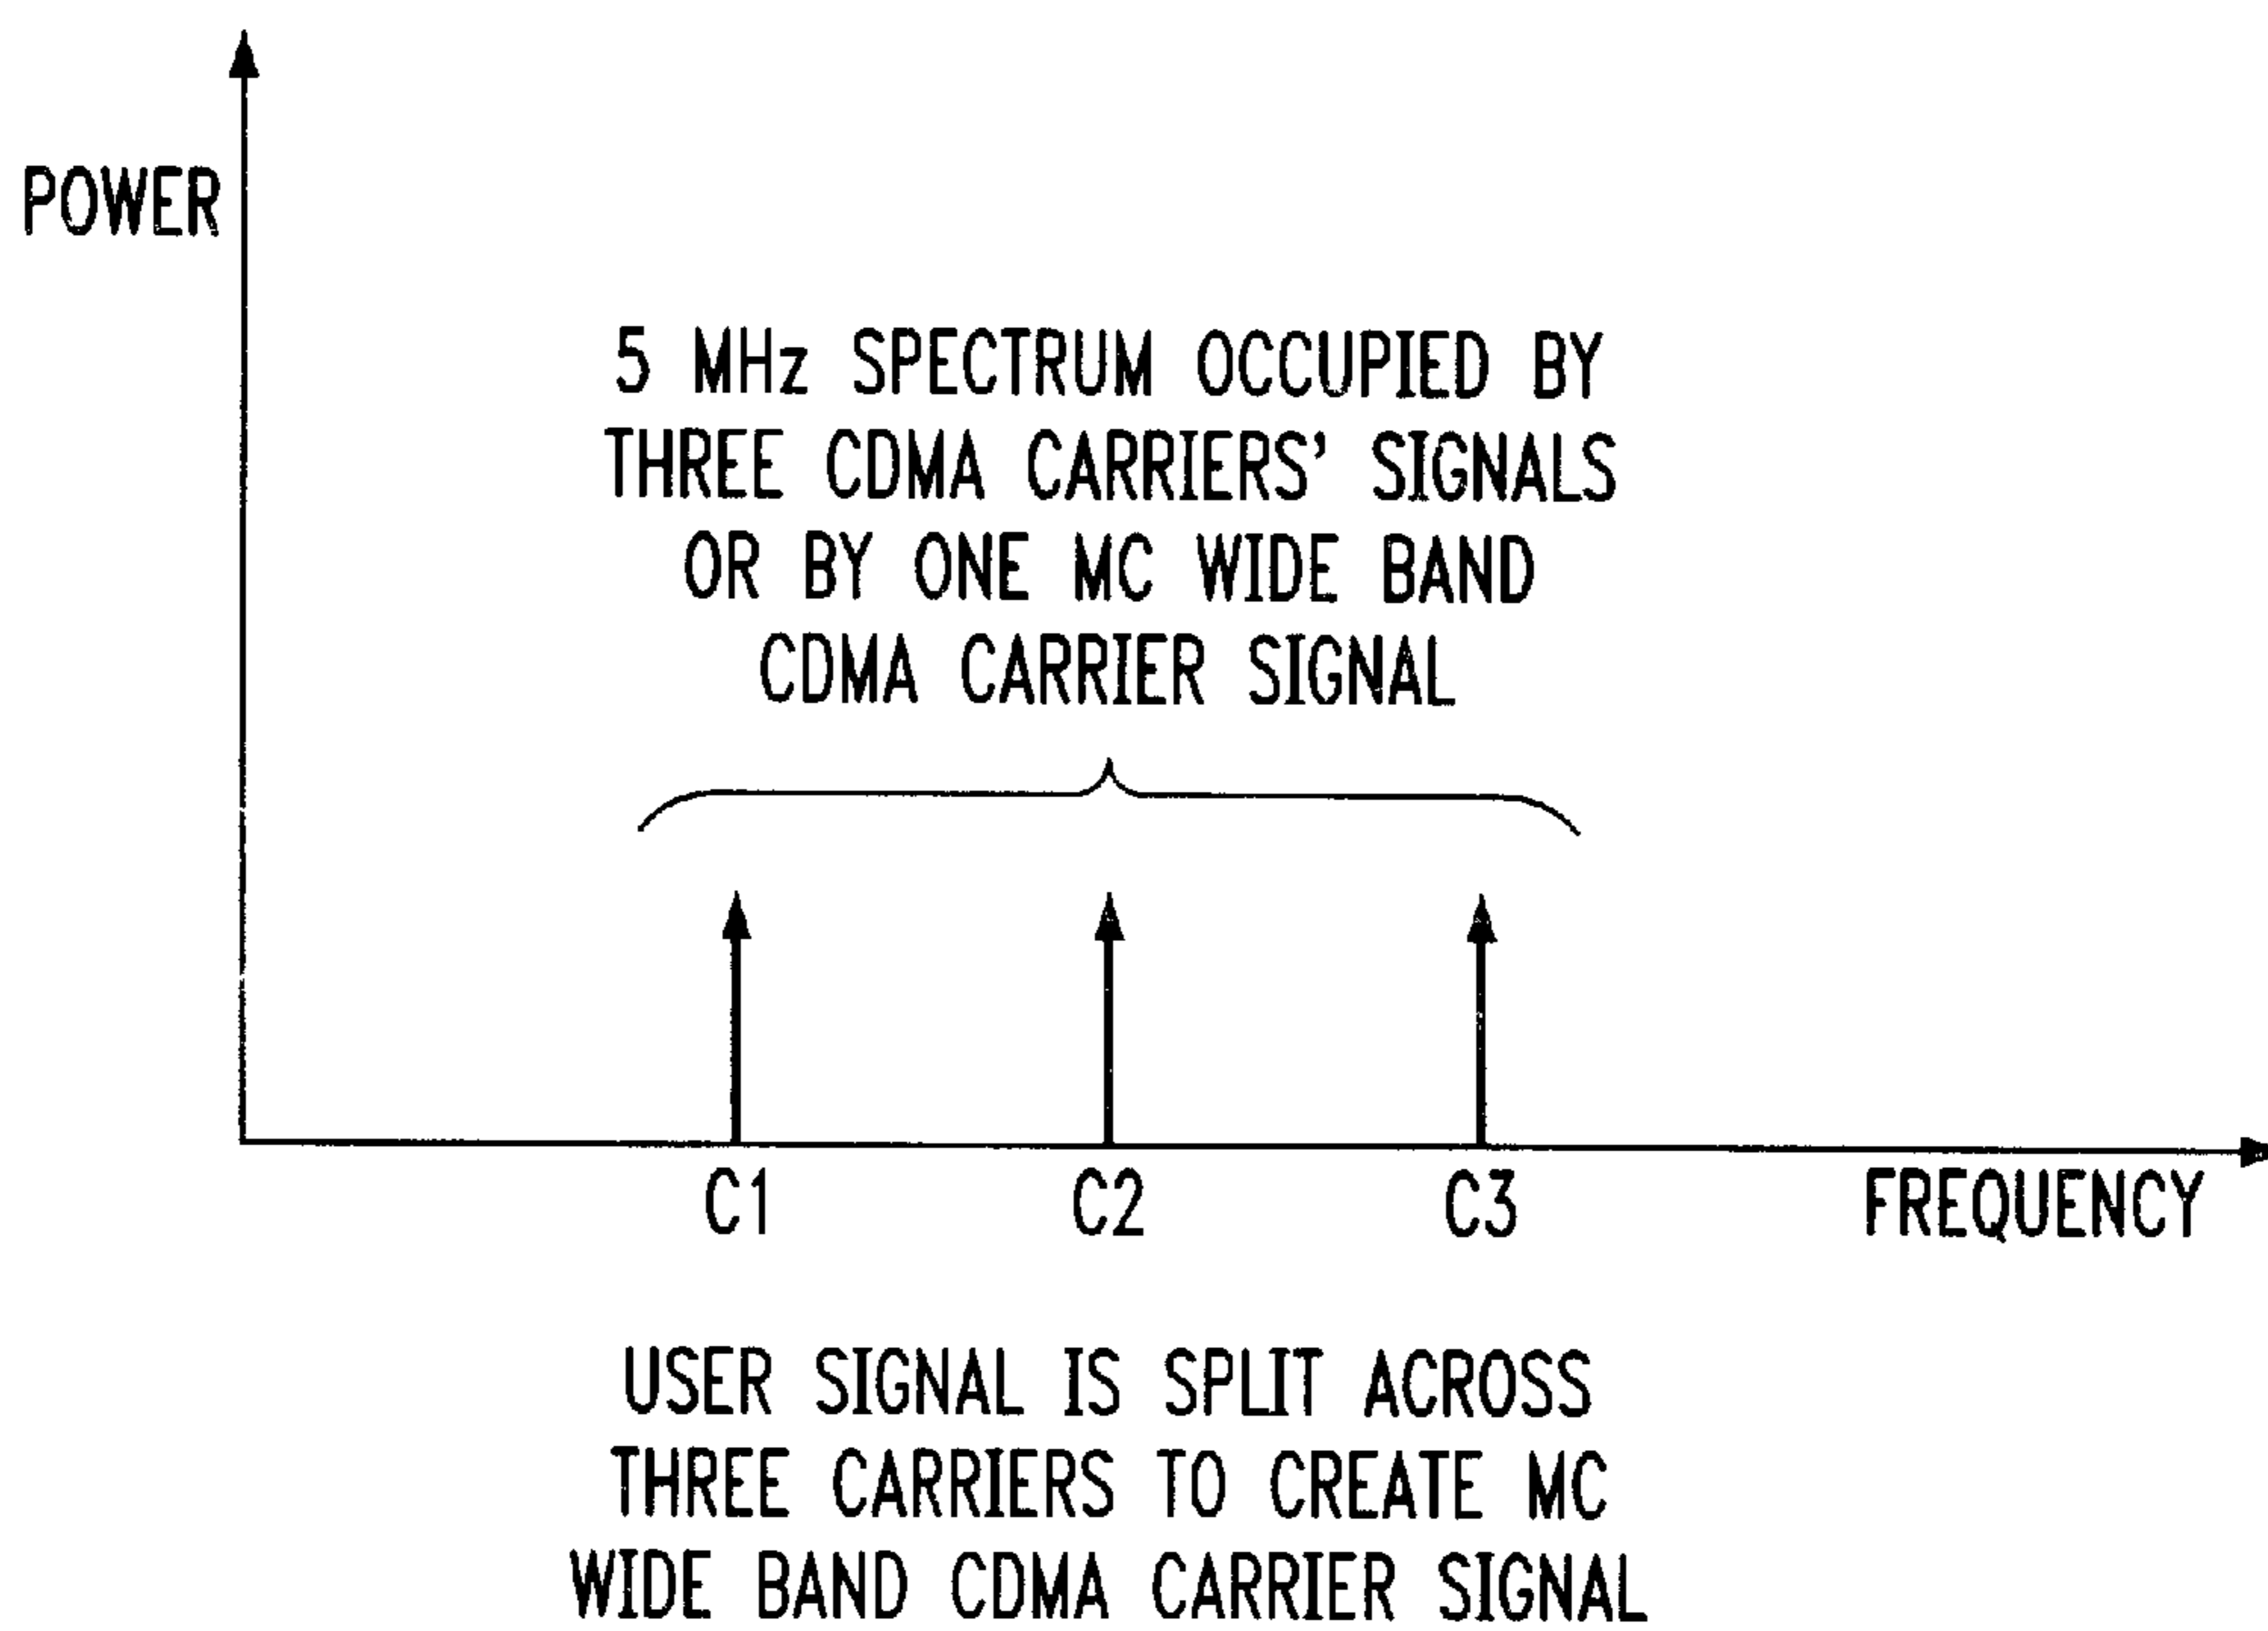 POWER
5 MHz SPECTRUM OCCUPIED BY
THREE CDMA CARRIERS' SIGNALS
OR BY ONE MC WIDE BAND
CDMA CARRIER SIGNAL
C1
C2
C3
FREQUENCY
USER SIGNAL IS SPLIT ACROSS
THREE CARRIERS TO CREATE MC
WIDE BAND CDMA CARRIER SIGNAL